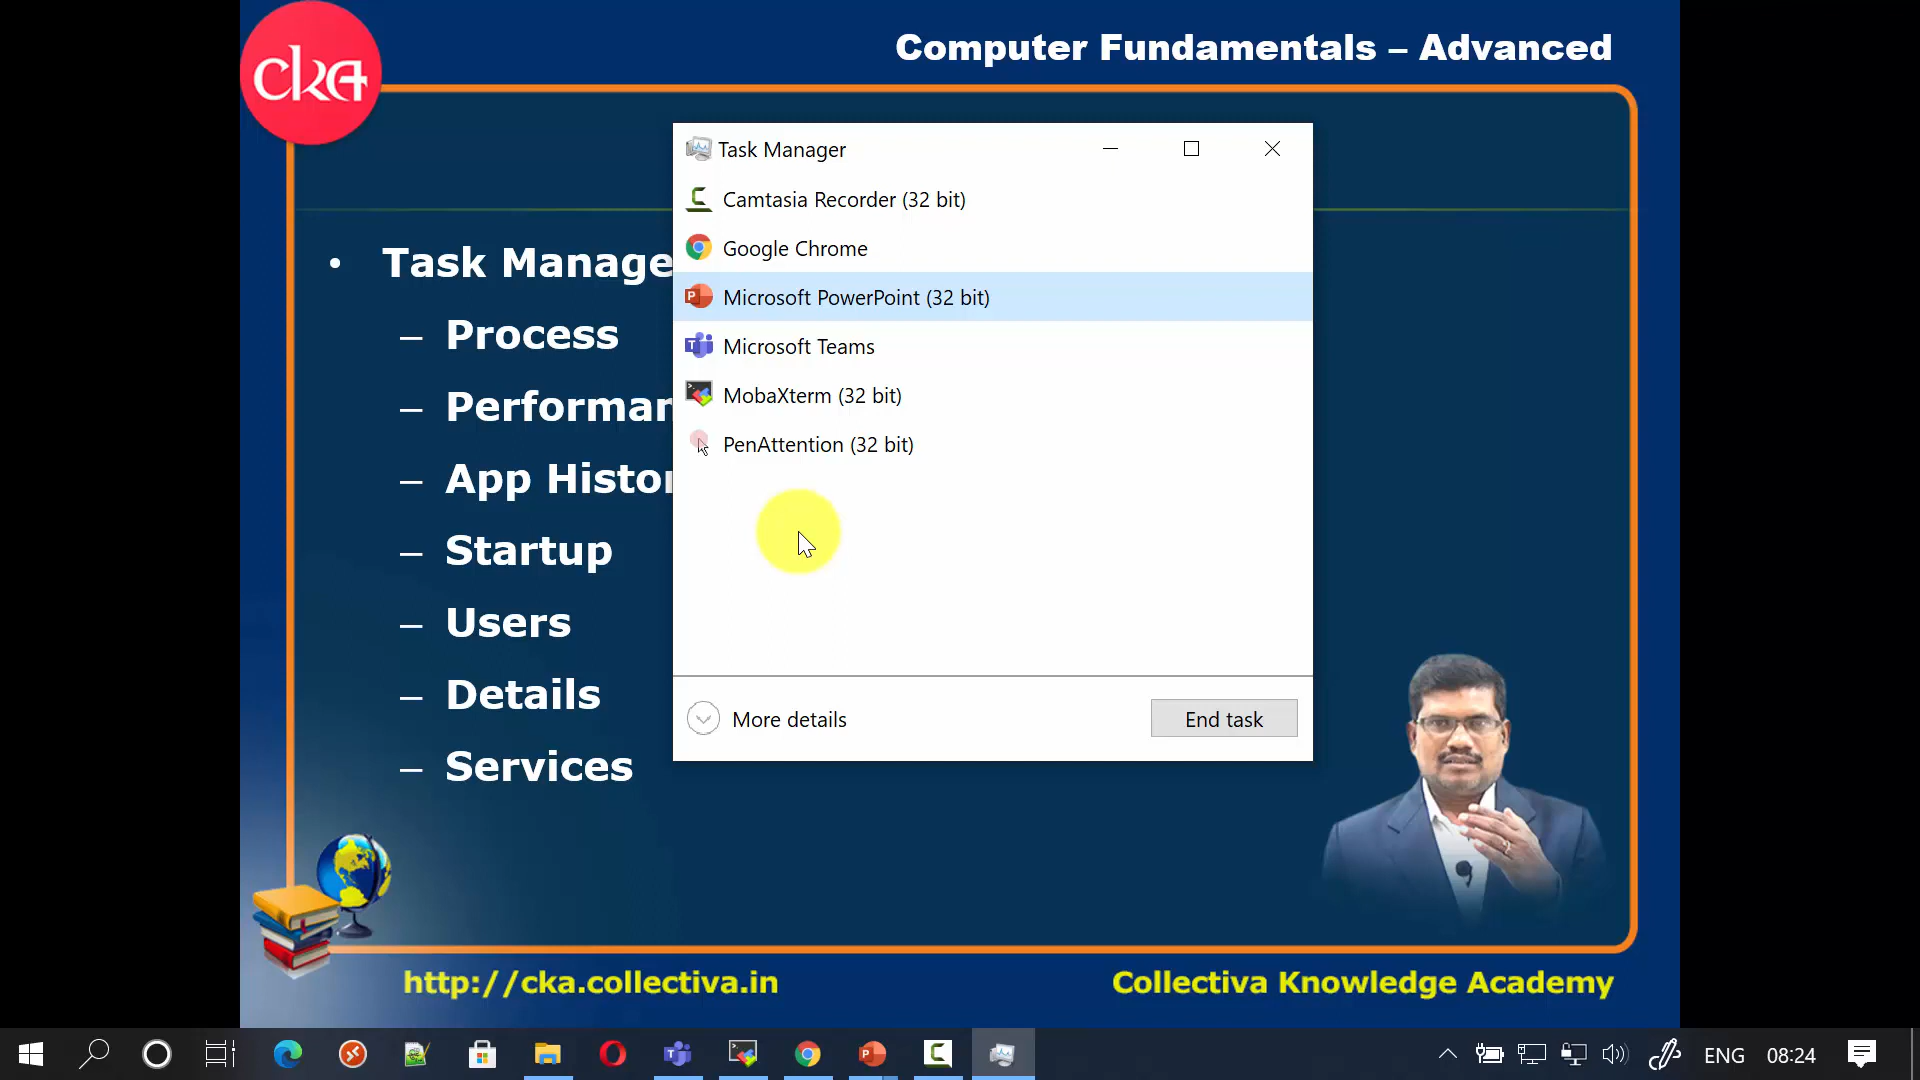 cka
Computer Fundamentals – Advanced
Task Manager
Camtasia Recorder (32 bit)
Google Chrome
Microsoft PowerPoint (32 bit)
Microsoft Teams
MobaXterm (32 bit)
PenAttention (32 bit)
More details
End task
• Task Manage
– Process
– Performan
– App Histor
– Startup
– Users
– Details
– Services
http://cka.collectiva.in
Collectiva Knowledge Academy
ENG
08:24